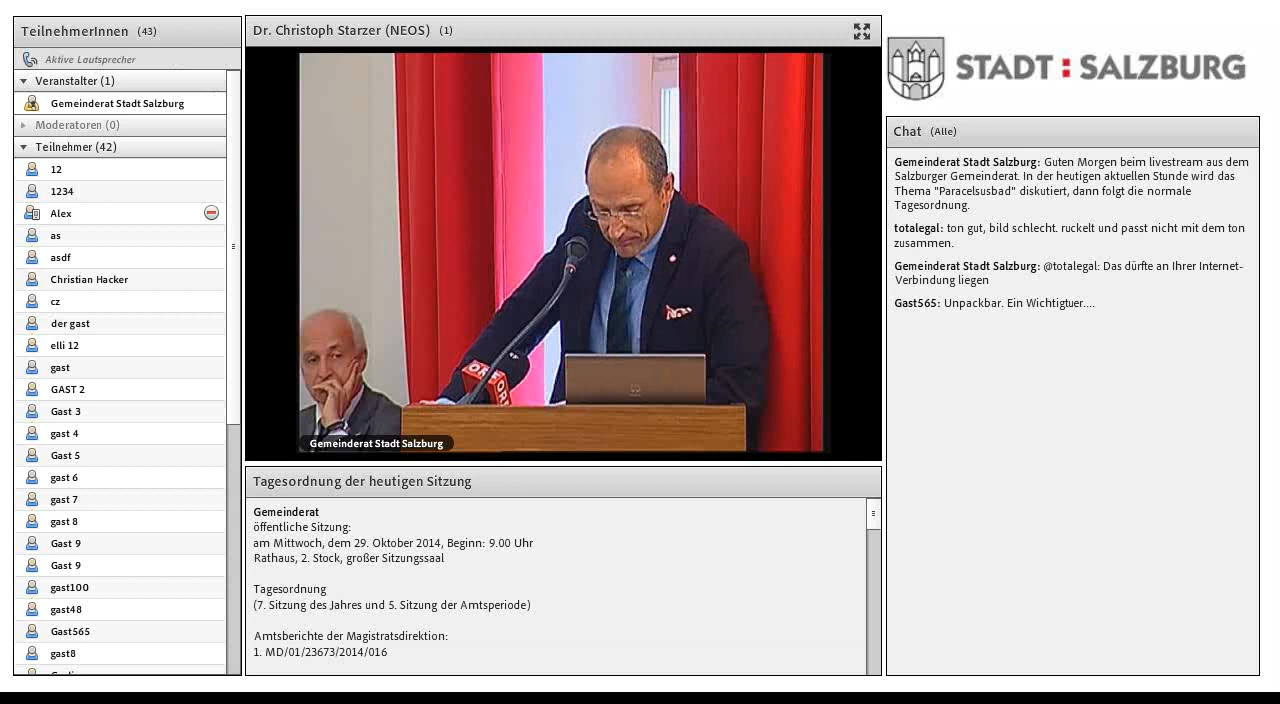 TeilnehmerInnen (43)
Aktive Lautsprecher
Veranstalter (1)
Gemeinderat Stadt Salzburg
Moderatoren (0)
Teilnehmer (42)
12
1234
Alex
as
asdf
Christian Hacker
cz
der gast
elli 12
gast
GAST 2
Gast 3
gast 4
Gast 5
gast 6
gast 7
gast 8
Gast 9
Gast 9
gast100
gast48
Gast565
gast8
Dr. Christoph Starzer (NEOS) (1)
ORF
Gemeinderat Stadt Salzburg
Tagesordnung der heutigen Sitzung
Gemeinderat
öffentliche Sitzung:
am Mittwoch, dem 29. Oktober 2014, Beginn: 9.00 Uhr
Rathaus, 2. Stock, großer Sitzungssaal
Tagesordnung
(7. Sitzung des Jahres und 5. Sitzung der Amtsperiode)
Amtsberichte der Magistratsdirektion:
1. MD/01/23673/2014/016
STADT : SALZBURG
Chat (Alle)
Gemeinderat Stadt Salzburg: Guten Morgen beim livestream aus dem
Salzburger Gemeinderat. In der heutigen aktuellen Stunde wird das
Thema "Paracelsusbad" diskutiert, dann folgt die normale
Tagesordnung.
totalegal: ton gut, bild schlecht. ruckelt und passt nicht mit dem ton
zusammen.
Gemeinderat Stadt Salzburg: @totalegal: Das dürfte an Ihrer Internet-
Verbindung liegen
Gast565: Unpackbar. Ein Wichtigtuer....